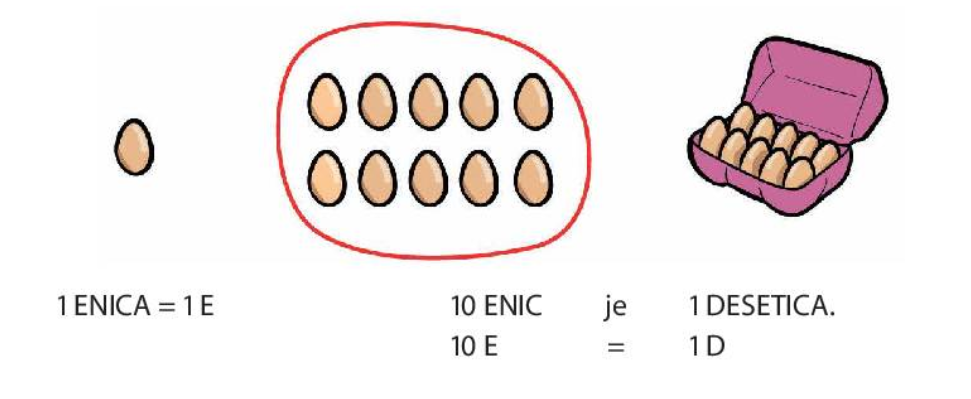 1 ENICA = 1 E
10 ENIC je 1 DESETICA.
10 E = 1 D